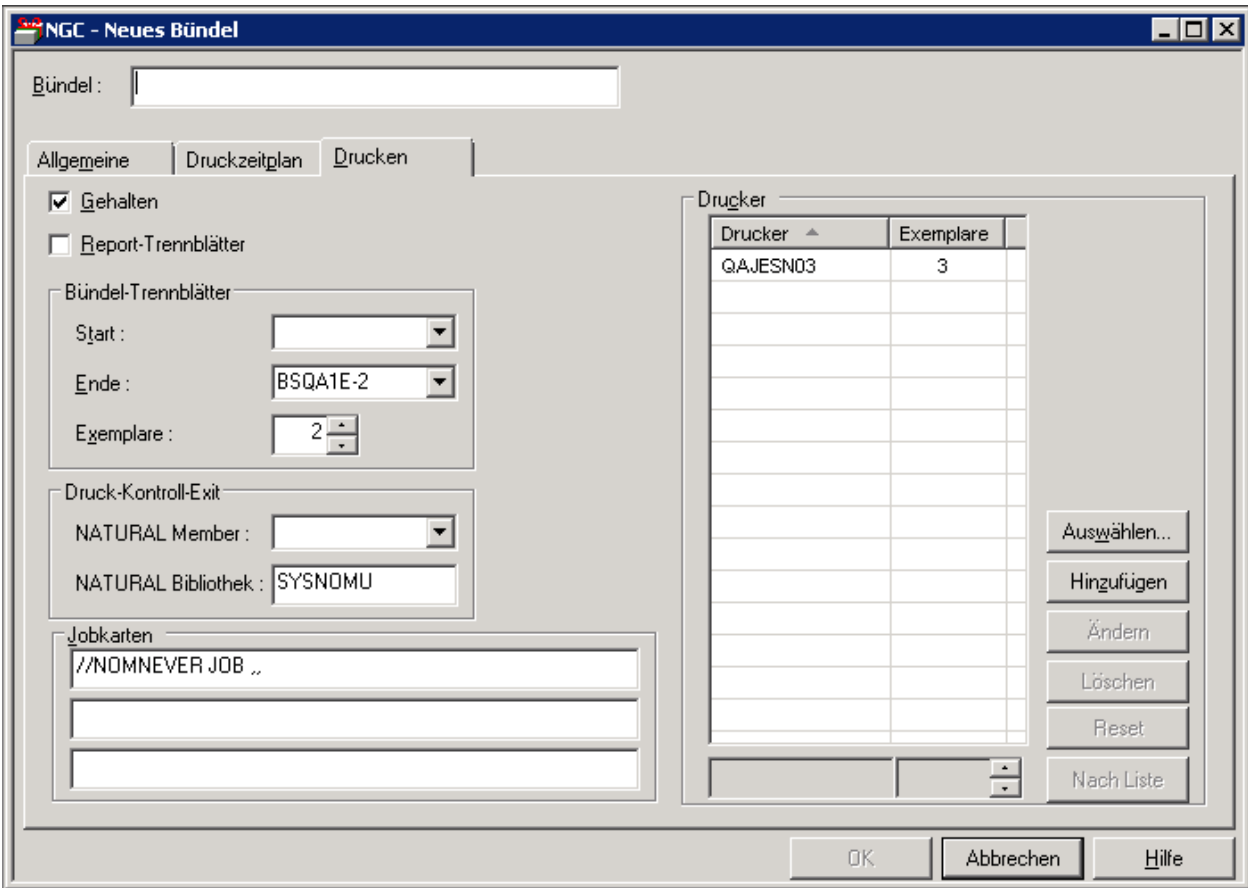 NGC - Neues Bündel
Bündel :
Allgemeine
Druckzeitplan
Drucken
Gehalten
Report-Trennblätter
Bündel-Trennblätter
Start :
Ende : BSQA1E-2
Exemplare : 2
Druck-Kontroll-Exit
NATURAL Member :
NATURAL Bibliothek : SYSNOMU
Jobkarten
//NOMNEVER JOB ,,
Drucker
Drucker Exemplare
QAJESN03 3
Auswählen...
Hinzufügen
Ändern
Löschen
Reset
Nach Liste
OK
Abbrechen
Hilfe